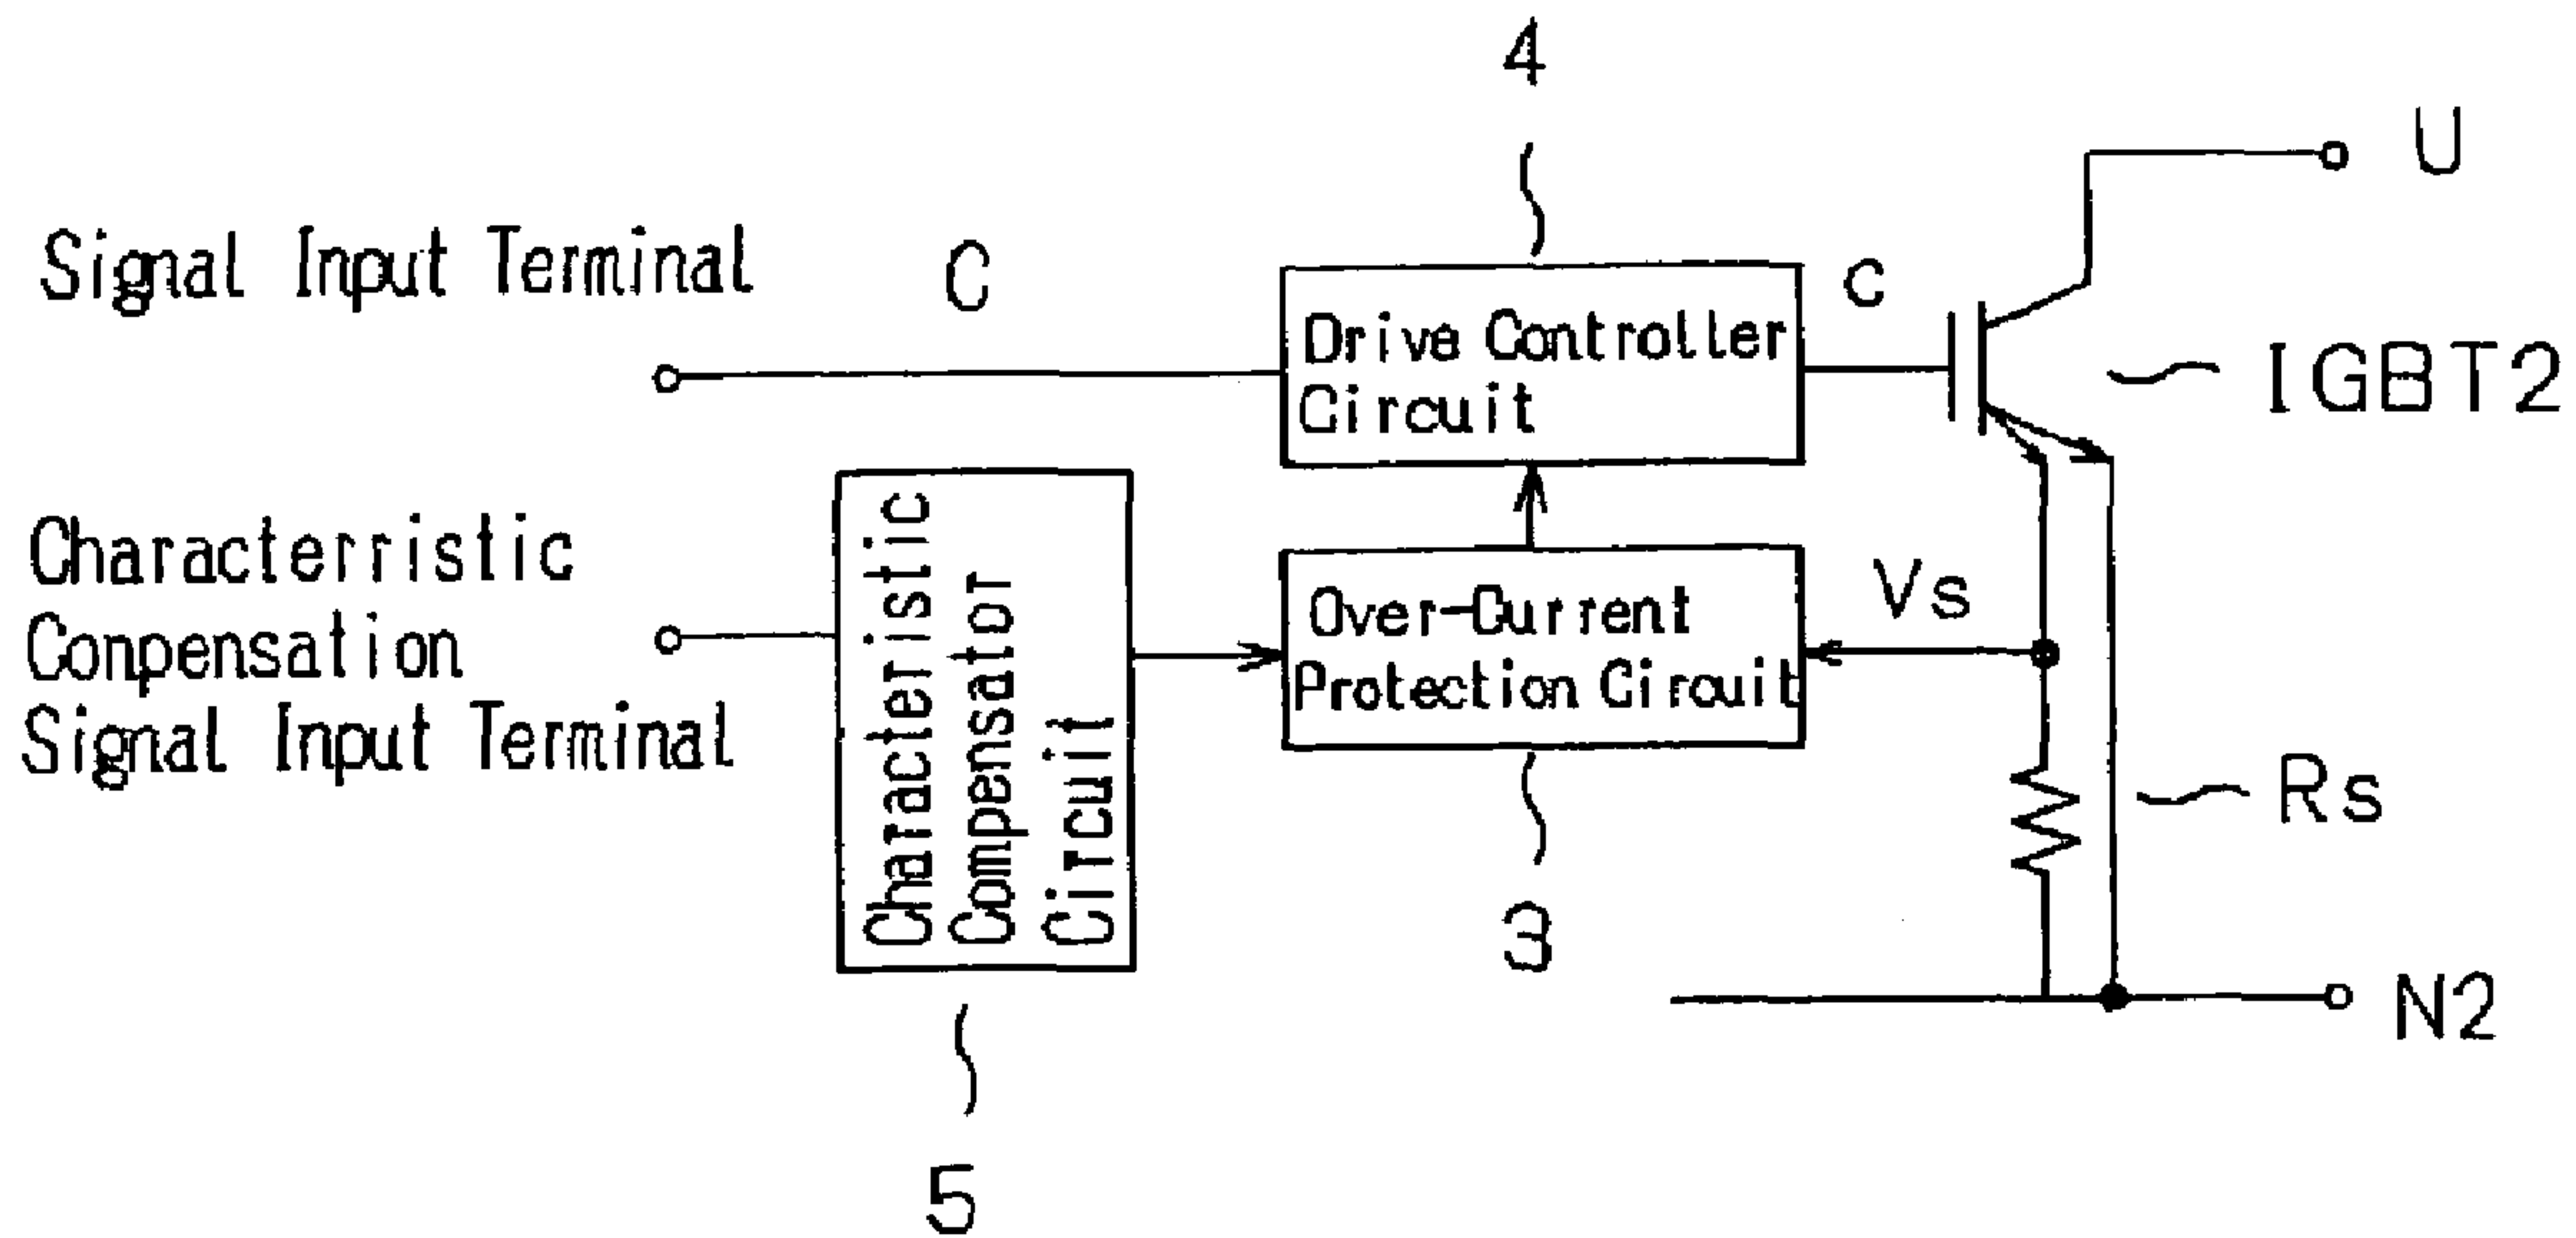 4
U
Signal Input Terminal
C
c
Drive Controller
Circuit
IGBT2
Characterristic
Conpensation
Signal Input Terminal
Characteristic
Compensator
Circuit
Over-Current
Protection Circuit
Vs
Rs
3
N2
5